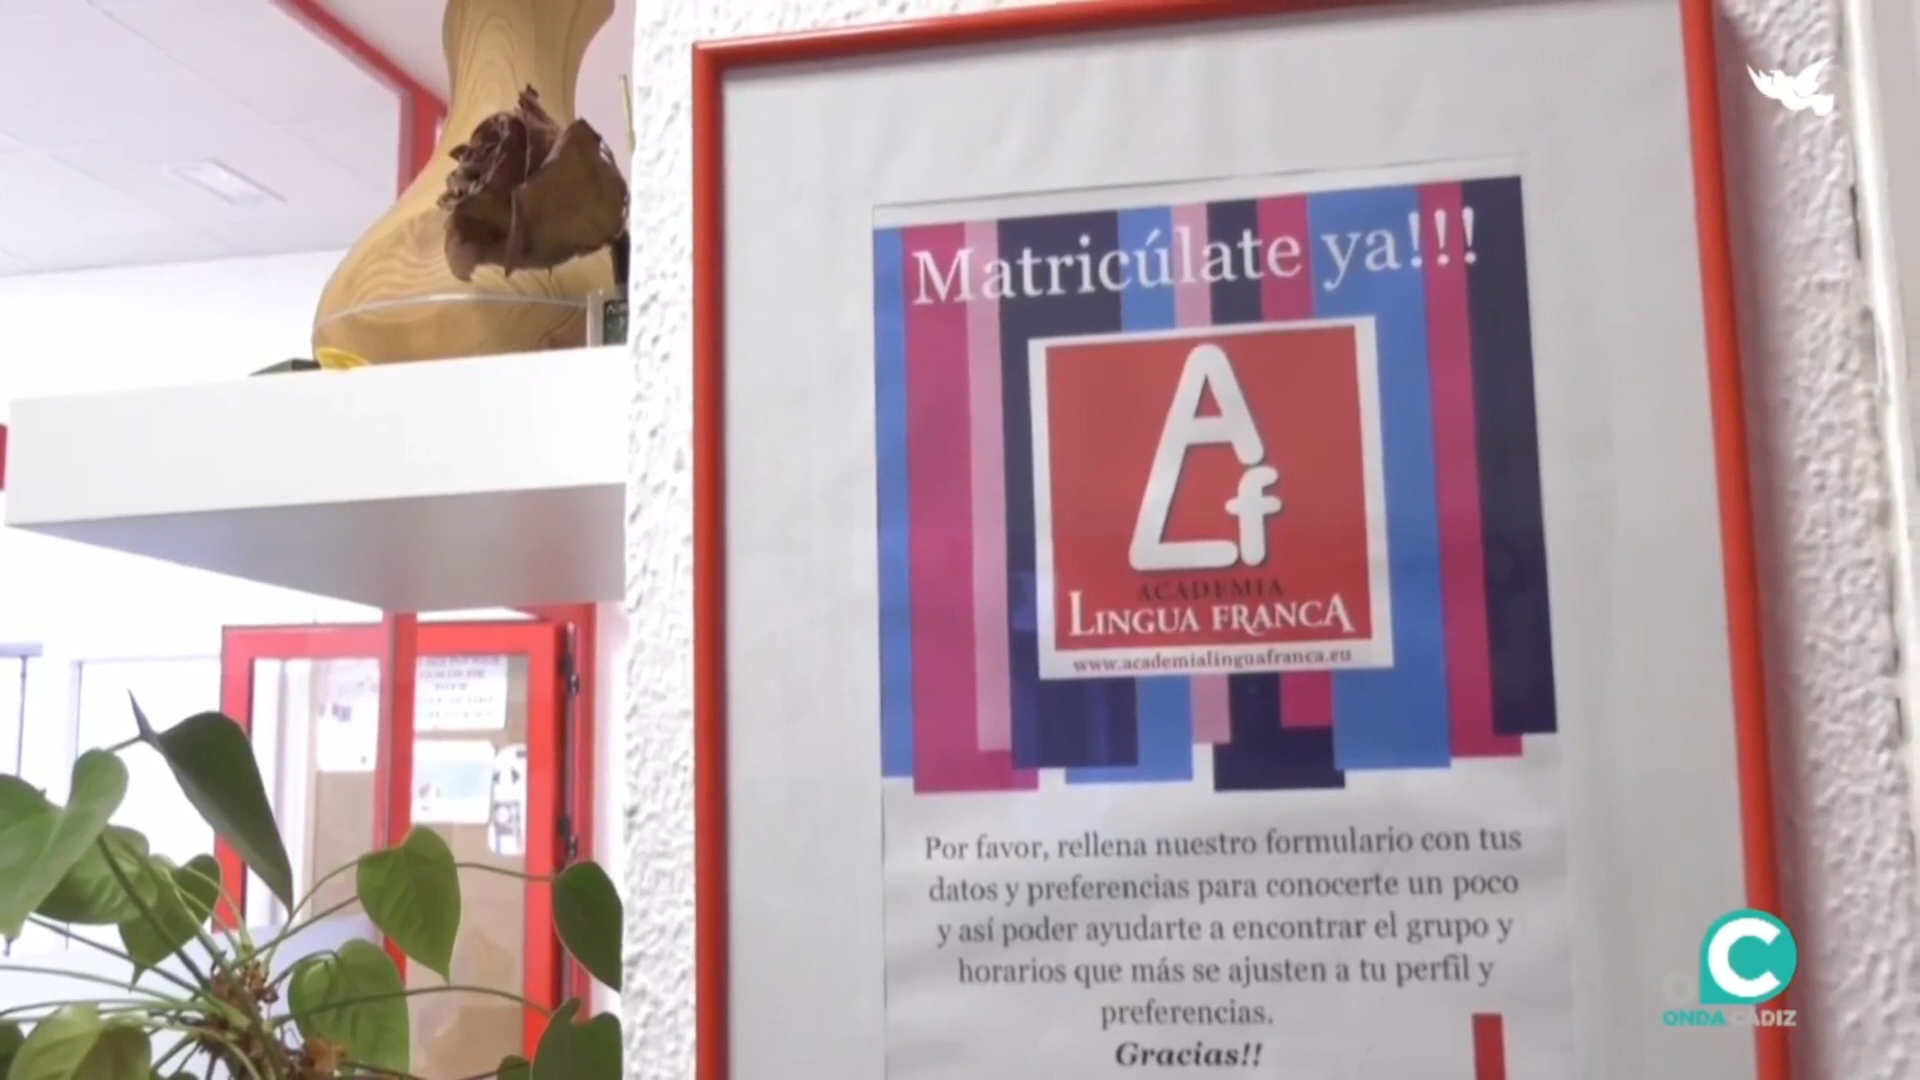 Matricúlate ya!!!
ALf
ACADEMIA
LINGUA FRANCA
www.academialinguafranca.eu
Por favor, rellena nuestro formulario con tus
datos y preferencias para conocerte un poco
y así poder ayudarte a encontrar el grupo y
horarios que más se ajusten a tu perfil y
preferencias.
Gracias!!
C
ONDA CADIZ